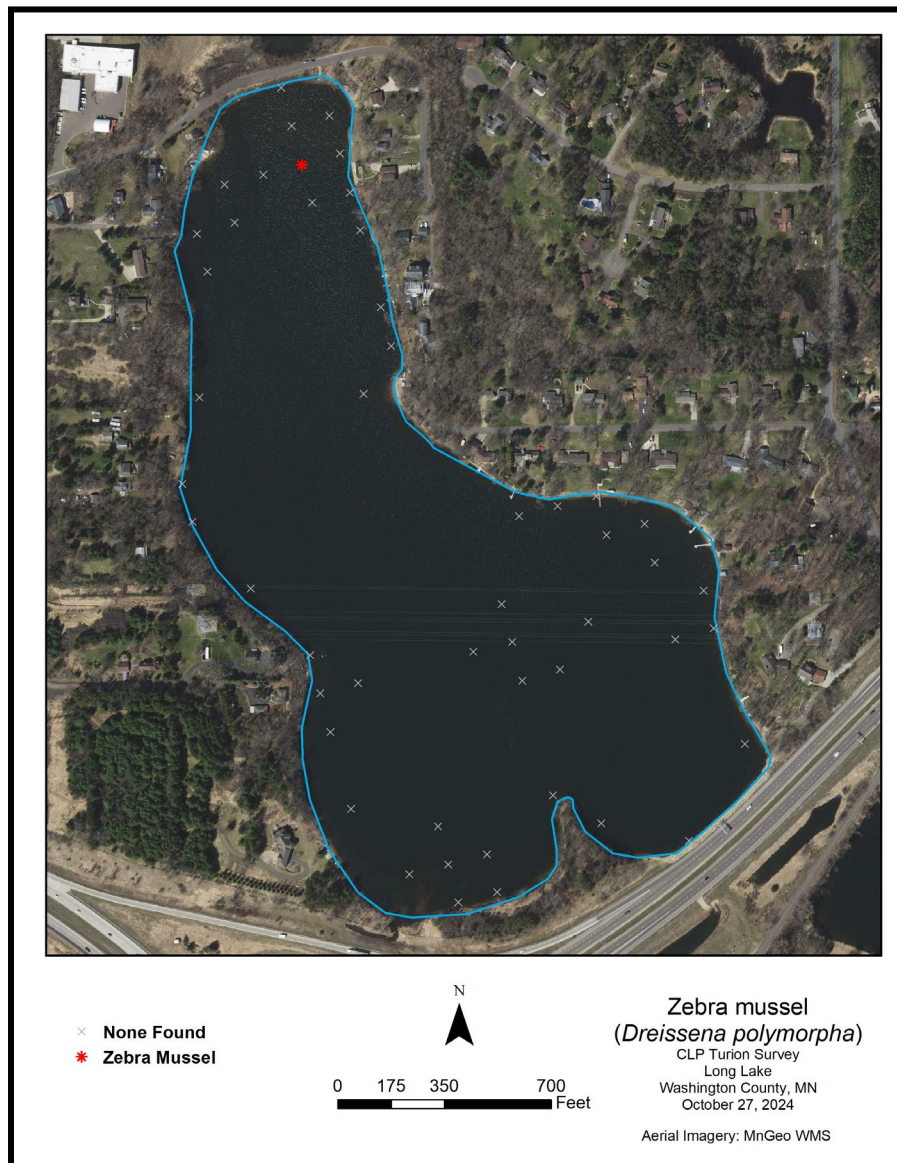 N
None Found
Zebra Mussel
0 175 350 700
Feet
Zebra mussel
(Dreissena polymorpha)
CLP Turion Survey
Long Lake
Washington County, MN
October 27, 2024
Aerial Imagery: MnGeo WMS